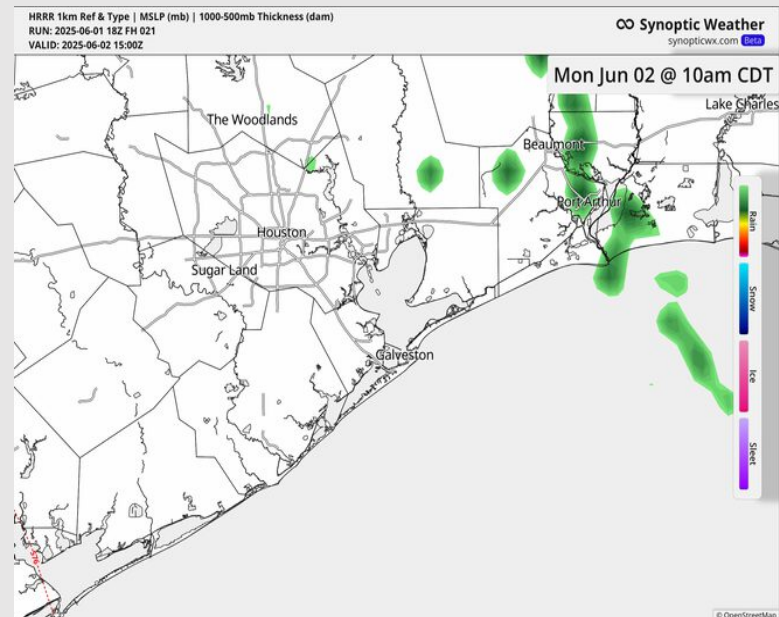 HRRR 1km Ref & Type | MSLP (mb) | 1000-500mb Thickness (dam)
RUN: 2025-06-01 18Z FH 021
VALID: 2025-06-02 15:00Z
Synoptic Weather
synopticwx.com Beta
Mon Jun 02 @ 10am CDT
Lake Charles
The Woodlands
Beaumont
Port Arthur
Houston
Sugar Land
Galveston
Rain
Snow
Ice
Sleet
576
© OpenStreetMap